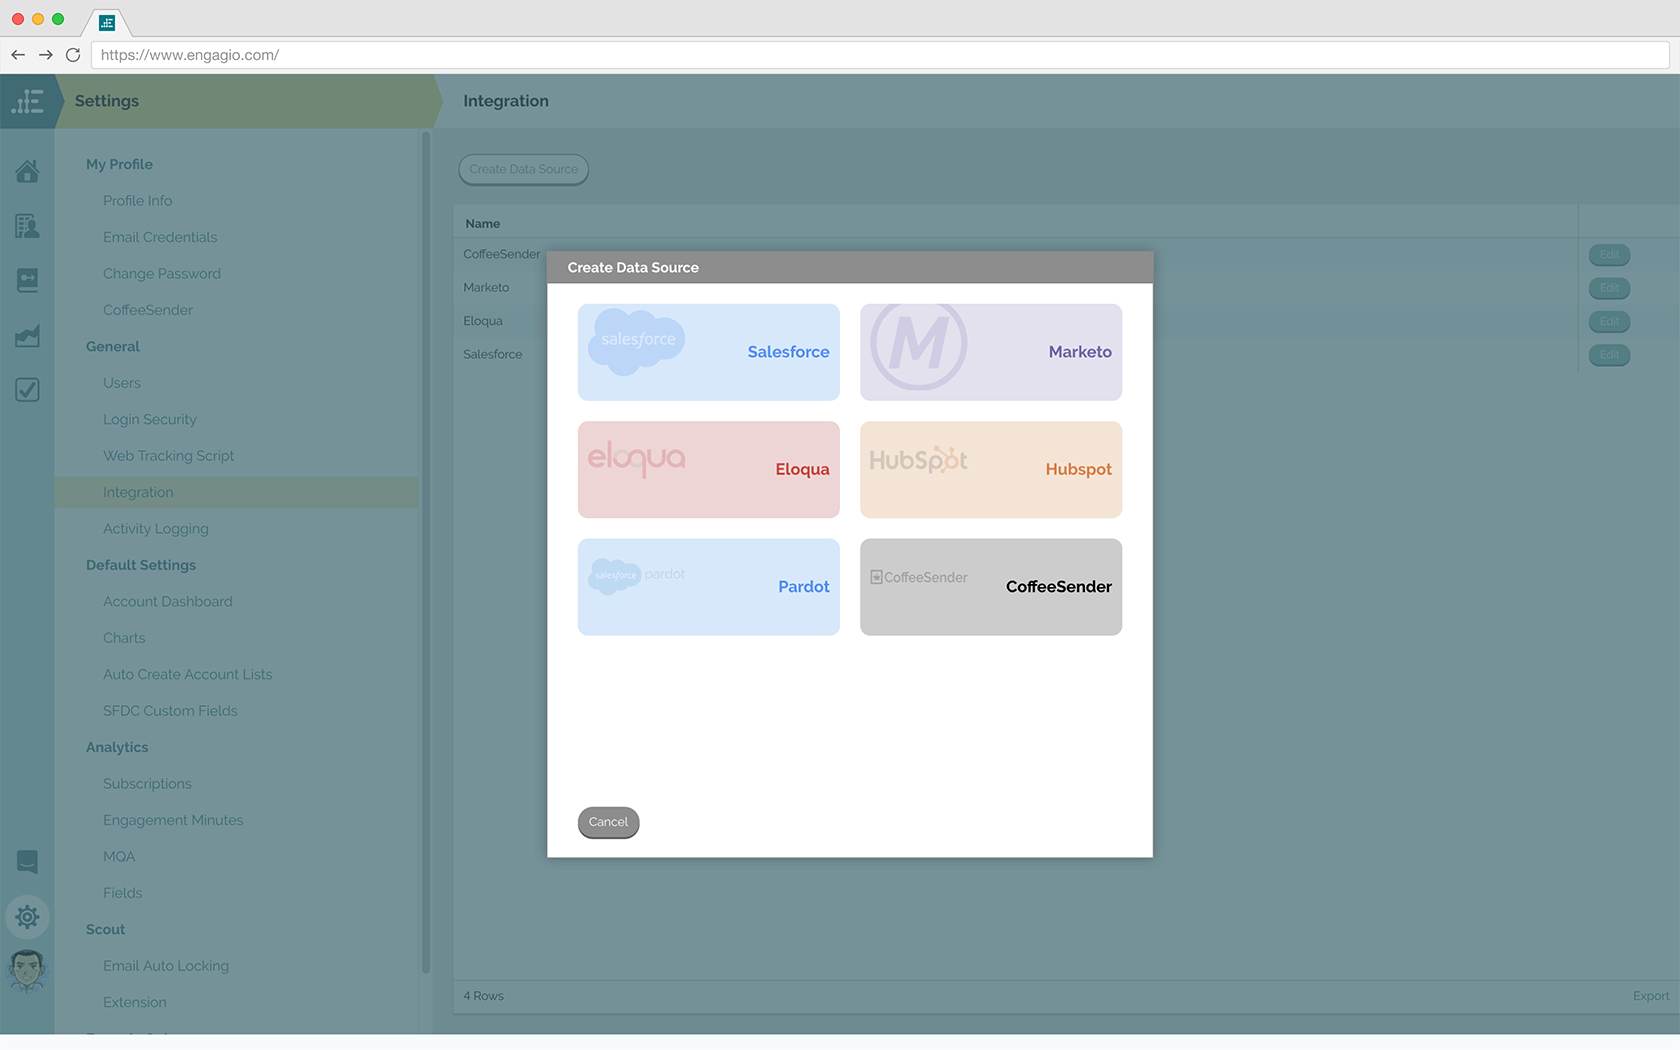 https://www.engagio.com/
Settings
Integration
My Profile
Profile Info
Email Credentials
Change Password
CoffeeSender
General
Users
Login Security
Web Tracking Script
Integration
Activity Logging
Default Settings
Account Dashboard
Charts
Auto Create Account Lists
SFDC Custom Fields
Analytics
Subscriptions
Engagement Minutes
MQA
Fields
Scout
Email Auto Locking
Extension
Create Data Source
Name
CoffeeSender
Edit
Marketo
Edit
Eloqua
Edit
Salesforce
Edit
Create Data Source
salesforce
Salesforce
M
Marketo
eloqua
Eloqua
HubSpot
Hubspot
salesforce pardot
Pardot
CoffeeSender
CoffeeSender
Cancel
4 Rows
Export